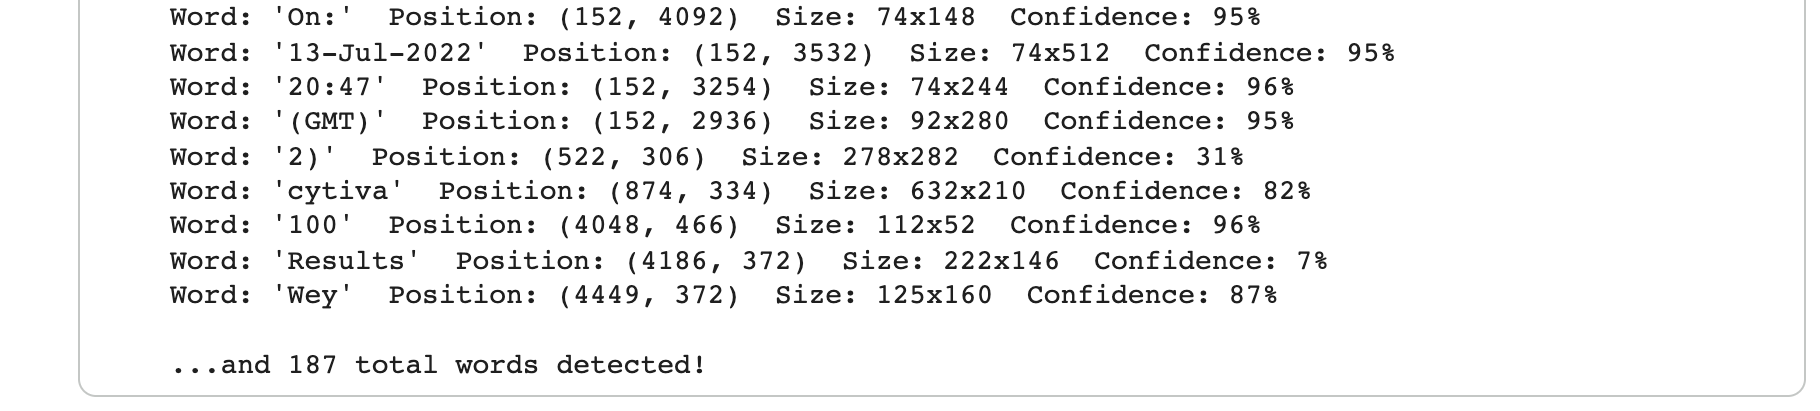 Word: 'On:'  Position: (152, 4092)  Size: 74x148  Confidence: 95%
Word: '13-Jul-2022'  Position: (152, 3532)  Size: 74x512  Confidence: 95%
Word: '20:47'  Position: (152, 3254)  Size: 74x244  Confidence: 96%
Word: '(GMT)'  Position: (152, 2936)  Size: 92x280  Confidence: 95%
Word: '2)'  Position: (522, 306)  Size: 278x282  Confidence: 31%
Word: 'cytiva'  Position: (874, 334)  Size: 632x210  Confidence: 82%
Word: '100'  Position: (4048, 466)  Size: 112x52  Confidence: 96%
Word: 'Results'  Position: (4186, 372)  Size: 222x146  Confidence: 7%
Word: 'Wey'  Position: (4449, 372)  Size: 125x160  Confidence: 87%
...and 187 total words detected!